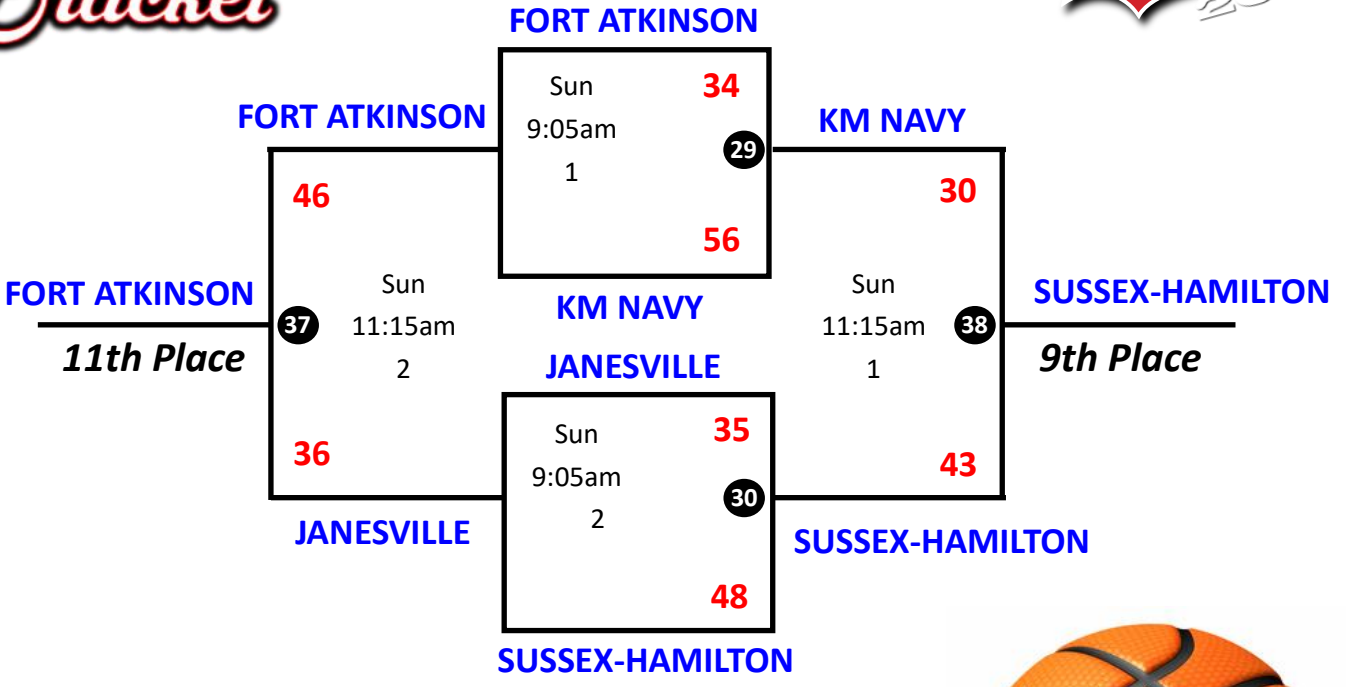 Bracket
FORT ATKINSON
Sun
34
9:05am
29
1
56
KM NAVY
FORT ATKINSON
46
Sun
11:15am
37
2
36
JANESVILLE
FORT ATKINSON
11th Place
KM NAVY
30
Sun
11:15am
38
1
43
SUSSEX-HAMILTON
SUSSEX-HAMILTON
9th Place
JANESVILLE
Sun
35
9:05am
30
2
48
SUSSEX-HAMILTON